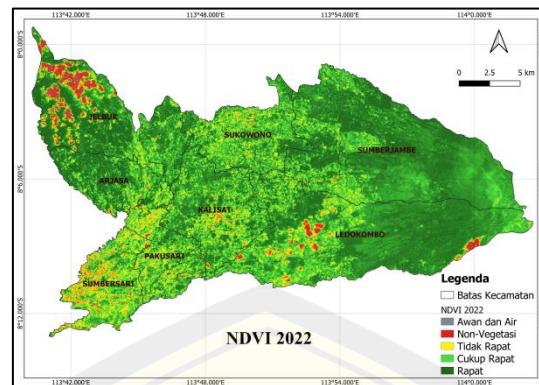 113°42.000'E 113°48.000'E 113°54.000'E 114°0.000'E
8°0.000'S
0 2.5 5 km
JELBUK
SUKOWONO
SUMBERJAMBE
8°6.000'S
ARJASA
KALISAT
LEDOKOMBO
PAKUSARI
SUMBERSARI
8°12.000'S
NDVI 2022
Legenda
Batas Kecamatan
NDVI 2022
Awan dan Air
Non-Vegetasi
Tidak Rapat
Cukup Rapat
Rapat
113°42.000'E 113°48.000'E 113°54.000'E 114°0.000'E